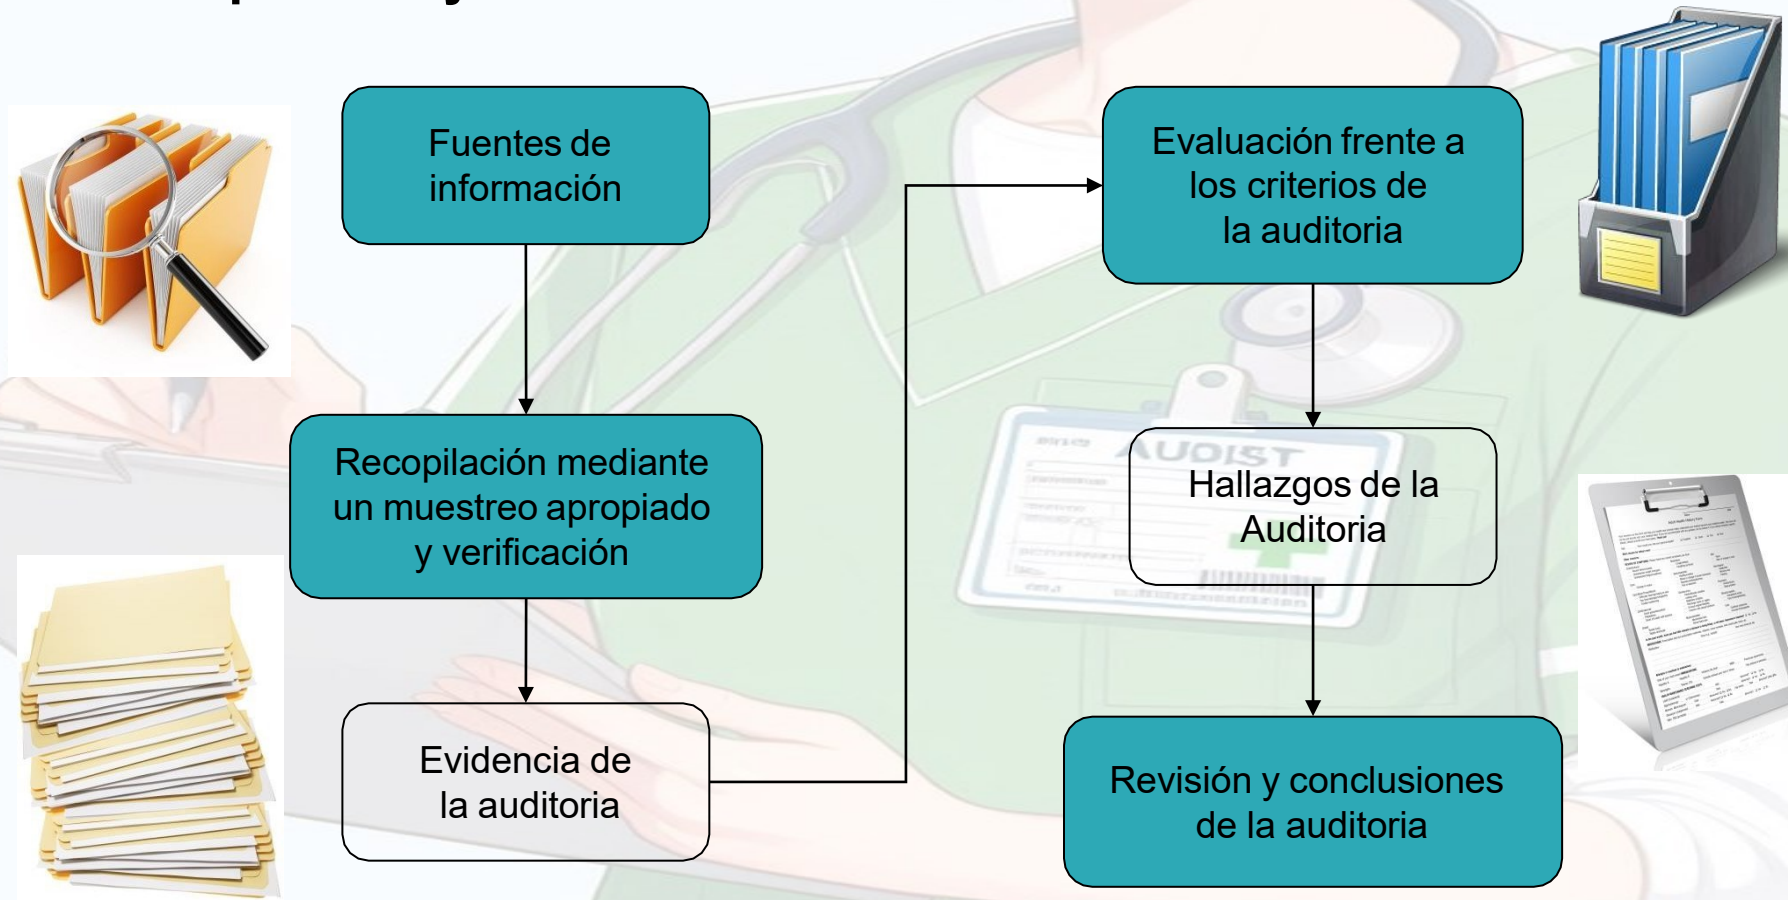 Fuentes de
información
Recopilación mediante
un muestreo apropiado
y verificación
Evidencia de
la auditoria
Evaluación frente a
los criterios de
la auditoria
AUDIST
Hallazgos de la
Auditoria
Revisión y conclusiones
de la auditoria